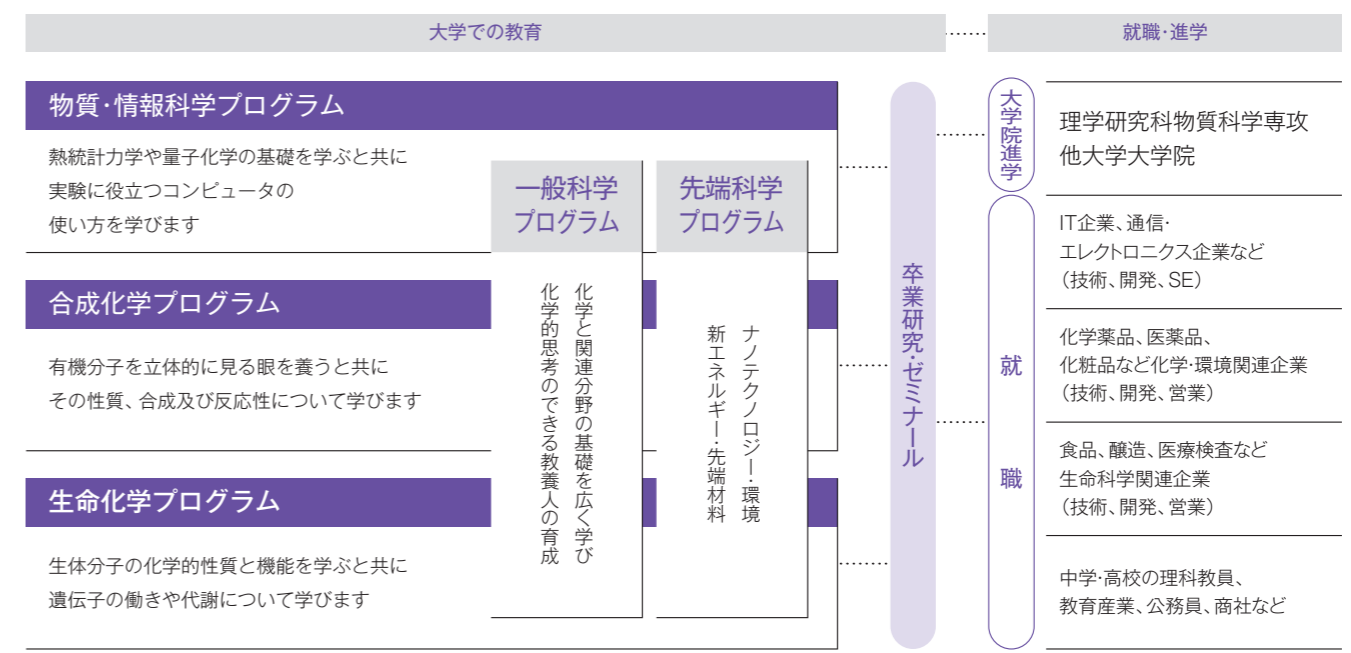 大学での教育
就職・進学
物質・情報科学プログラム
熱統計力学や量子化学の基礎を学ぶと共に
実験に役立つコンピュータの
使い方を学びます
合成化学プログラム
有機分子を立体的に見る眼を養うと共に
その性質、合成及び反応性について学びます
生命化学プログラム
生体分子の化学的性質と機能を学ぶと共に
遺伝子の働きや代謝について学びます
一般科学
プログラム
化学と関連分野の基礎を広く学び
化学的思考のできる教養人の育成
先端科学
プログラム
ナノテクノロジー・環境
新エネルギー・先端材料
卒業研究・ゼミナール
大学院進学
理学研究科物質科学専攻
他大学大学院
就職
IT企業、通信・
エレクトロニクス企業など
（技術、開発、SE）
化学薬品、医薬品、
化粧品など化学・環境関連企業
（技術、開発、営業）
食品、醸造、医療検査など
生命科学関連企業
（技術、開発、営業）
中学・高校の理科教員、
教育産業、公務員、商社など